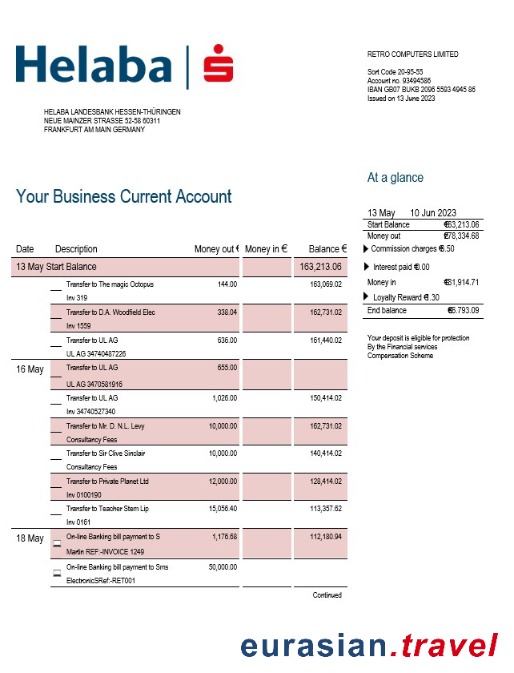 Helaba
RETRO COMPUTERS LIMITED
Sort Code 20-95-55
Account no. 93494586
IBAN GB07 BUKB 2095 5593 4945 86
Issued on 13 June 2023
HELABA LANDESBANK HESSEN-THÜRINGEN
NEUE MAINZER STRASSE 52-58 60311
FRANKFURT AM MAIN GERMANY
At a glance
Your Business Current Account
13 May 10 Jun 2023
Start Balance €63,213.06
Money out €78,334.68
Commission charges €6.50
Interest paid €0.00
Money in €81,914.71
Loyalty Reward €1.30
End balance €6.793.09
Your deposit is eligible for protection
By the Financial services
Compensation Scheme
Date Description Money out € Money in € Balance €
13 May Start Balance 163,213.06
Transfer to The magic Octopus 144.00 163,069.02
Inv 319
Transfer to D.A. Woodfield Elec 338.04 162,731.02
Inv 1559
Transfer to UL AG 636.00 161,440.02
UL AG 34740487226
16 May Transfer to UL AG 655.00
UL AG 3470581916
Transfer to UL AG 1,026.00 150,414.02
Inv 34740527340
Transfer to Mr. D. N.L. Levy 10,000.00 162,731.02
Consultancy Fees
Transfer to Sir Clive Sinclair 10,000.00 140,414.02
Consultancy Fees
Transfer to Private Planet Ltd 12,000.00 128,414.02
Inv 0100190
Transfer to Teacher Stern Lip 15,056.40 113,357.62
Inv 0161
18 May On-line Banking bill payment to S 1,176.68 112,180.94
Martin REF:-INVOICE 1249
On-line Banking bill payment to Sms 50,000.00
ElectronicSRef:-RET001
Continued
eurasian.travel